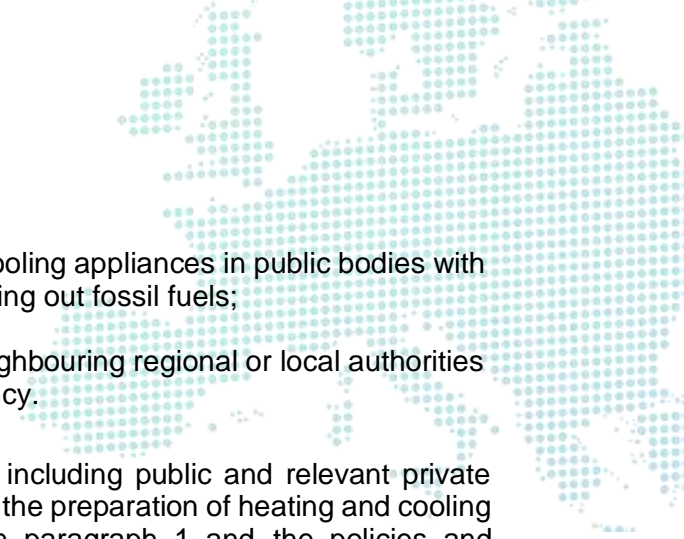 ooling appliances in public bodies with
ing out fossil fuels;
ghbouring regional or local authorities
cy.
including public and relevant private
the preparation of heating and cooling
paragraph 1 and the policies and